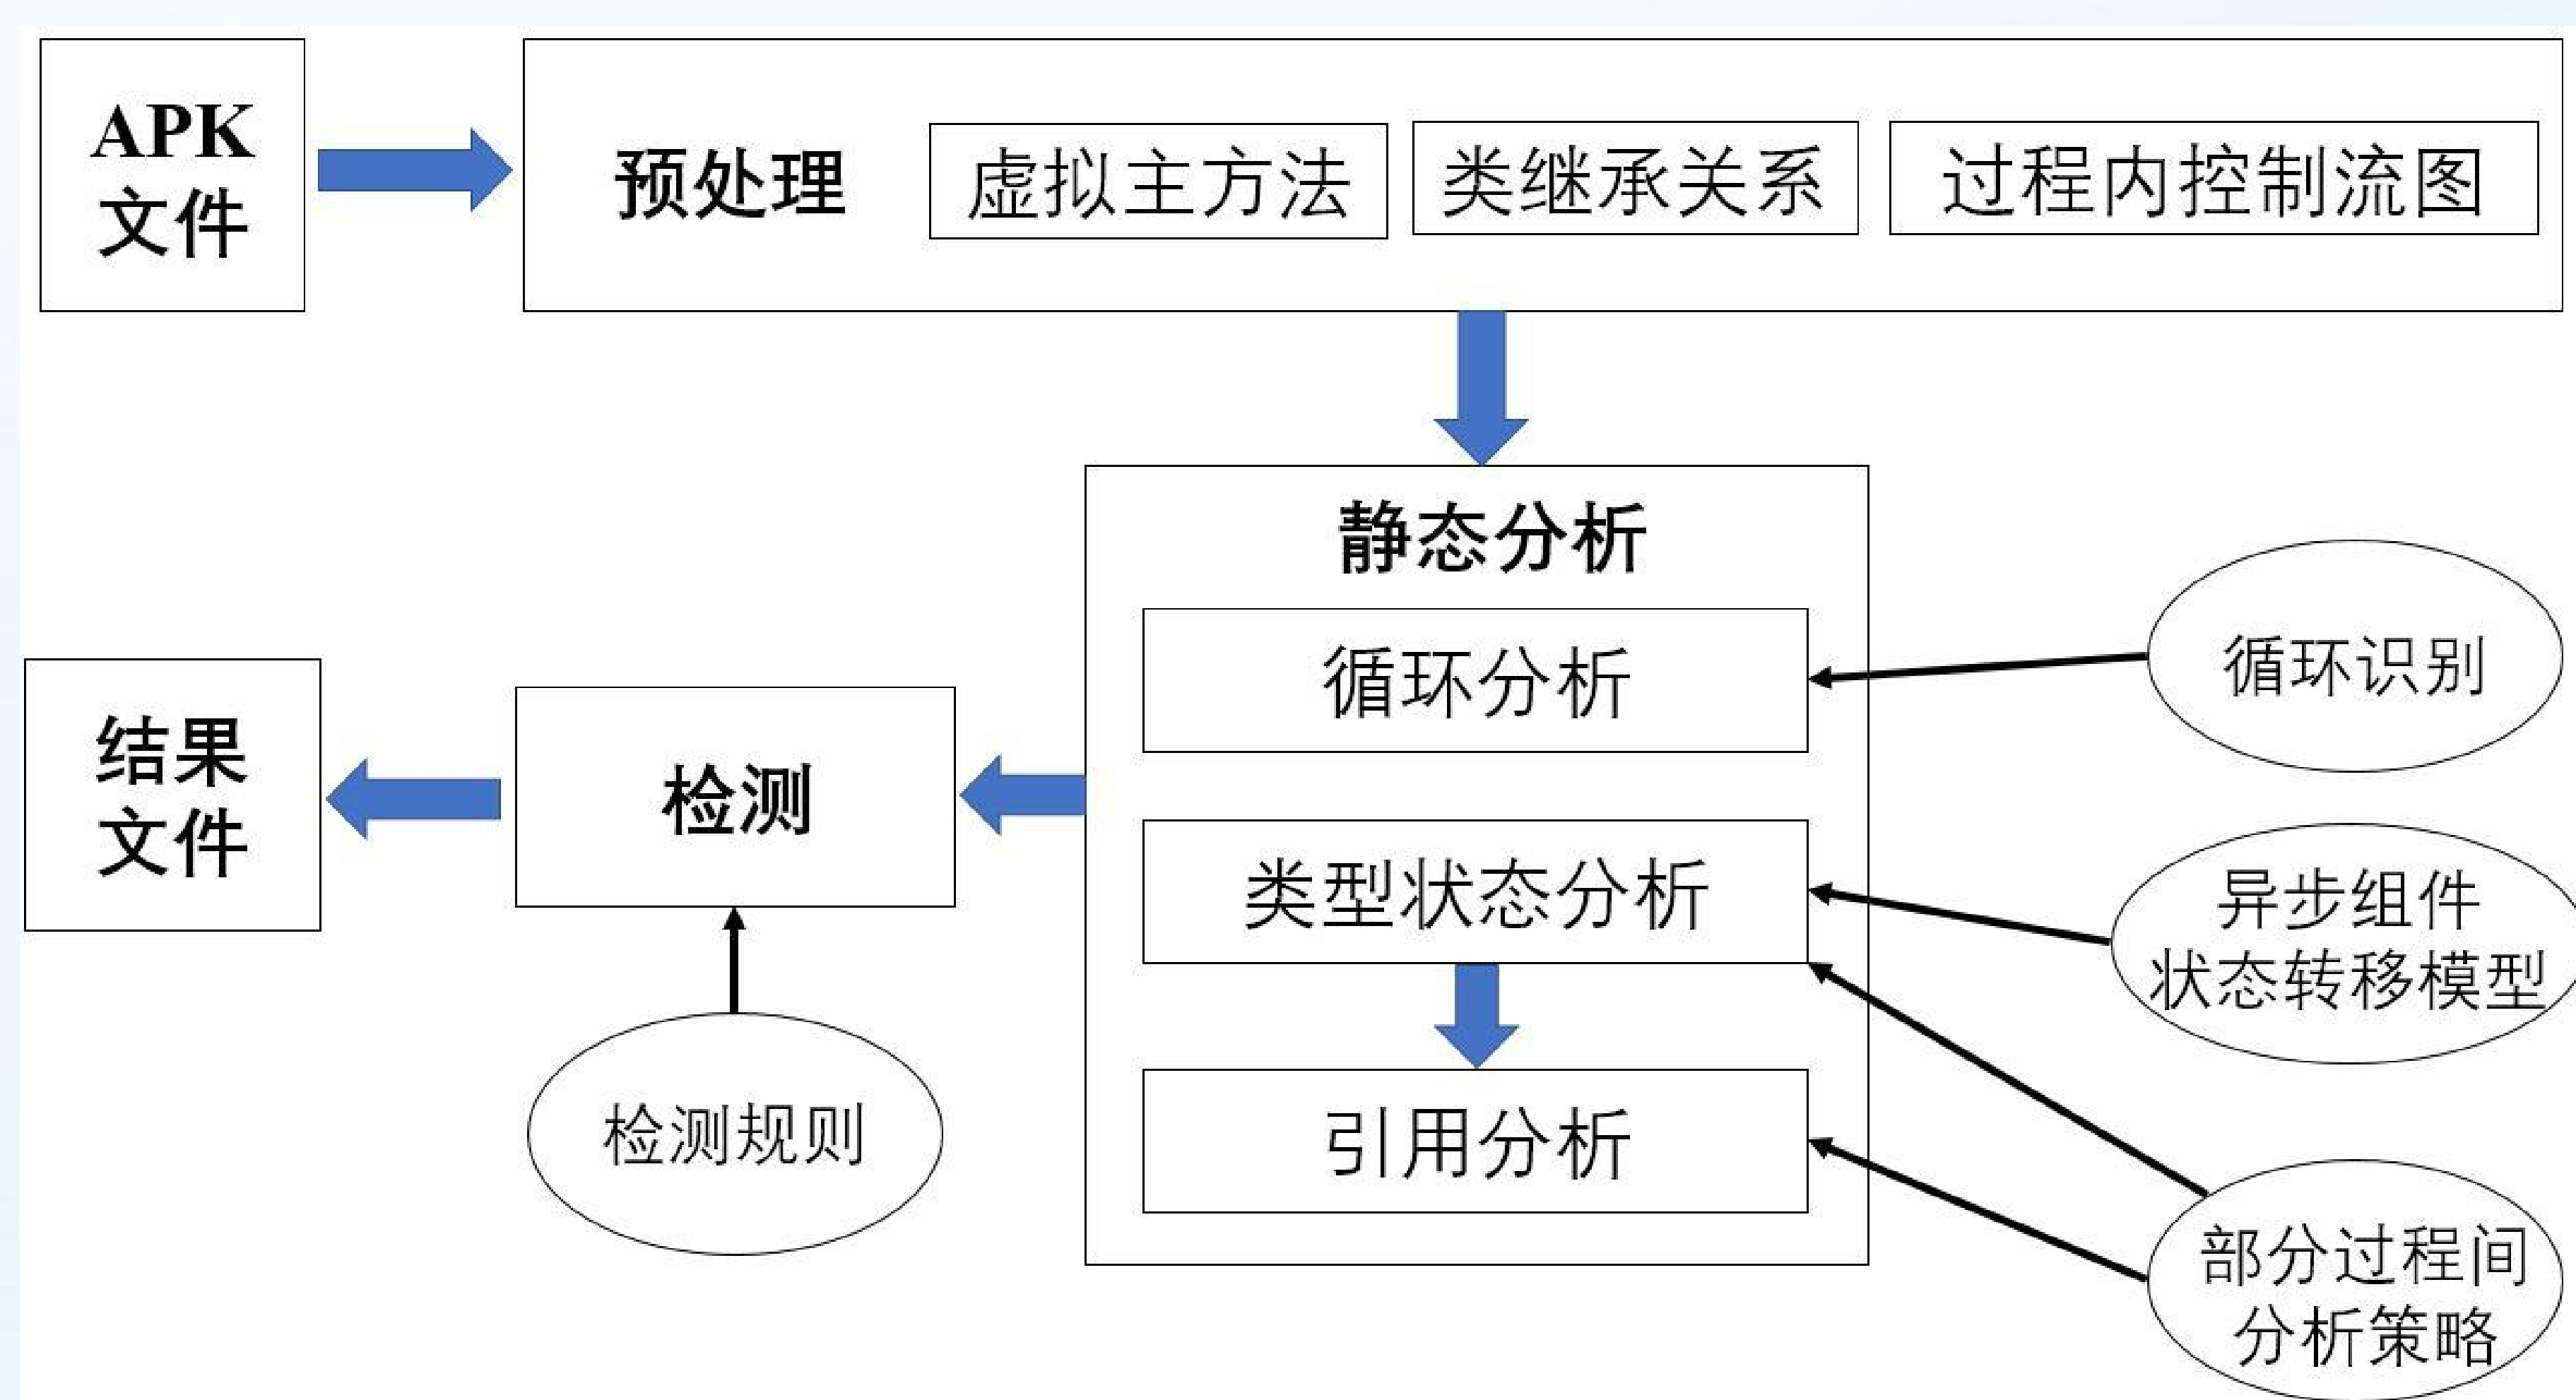 APK
文件
预处理
虚拟主方法
类继承关系
过程内控制流图
静态分析
循环分析
循环识别
结果
文件
检测
类型状态分析
异步组件
状态转移模型
检测规则
引用分析
部分过程间
分析策略